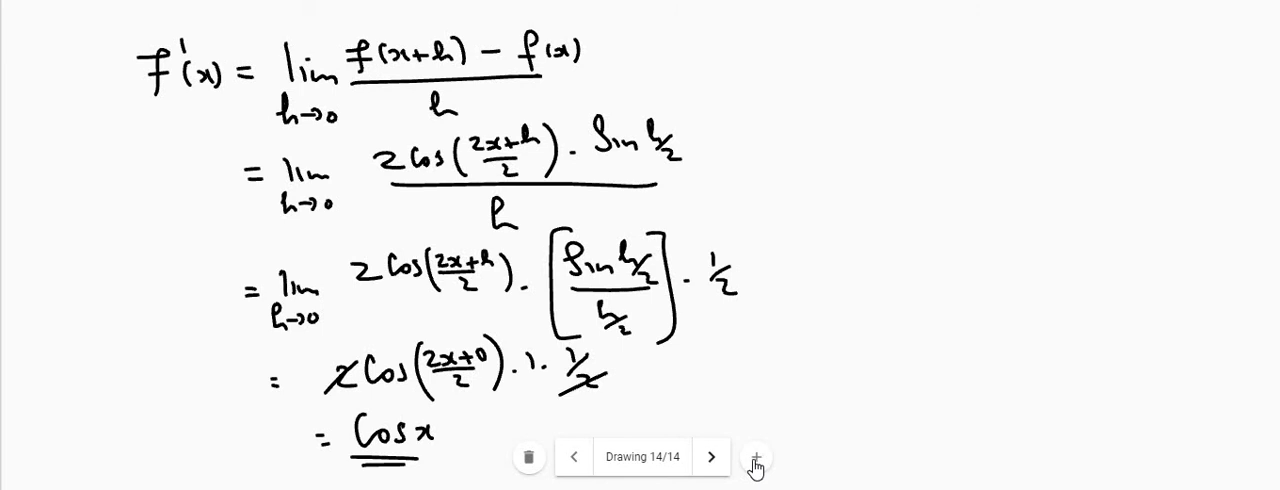 f'(x) = lim h→0 f(x+h) - f(x) / h
= lim h→0 2 Cos(2x+h/2) . Sin h/2 / h
= lim h→0 2 Cos(2x+h/2) . [Sin h/2 / h/2] . 1/2
= 2 Cos(2x+0/2) . 1 . 1/2
= Cos x
Drawing 14/14